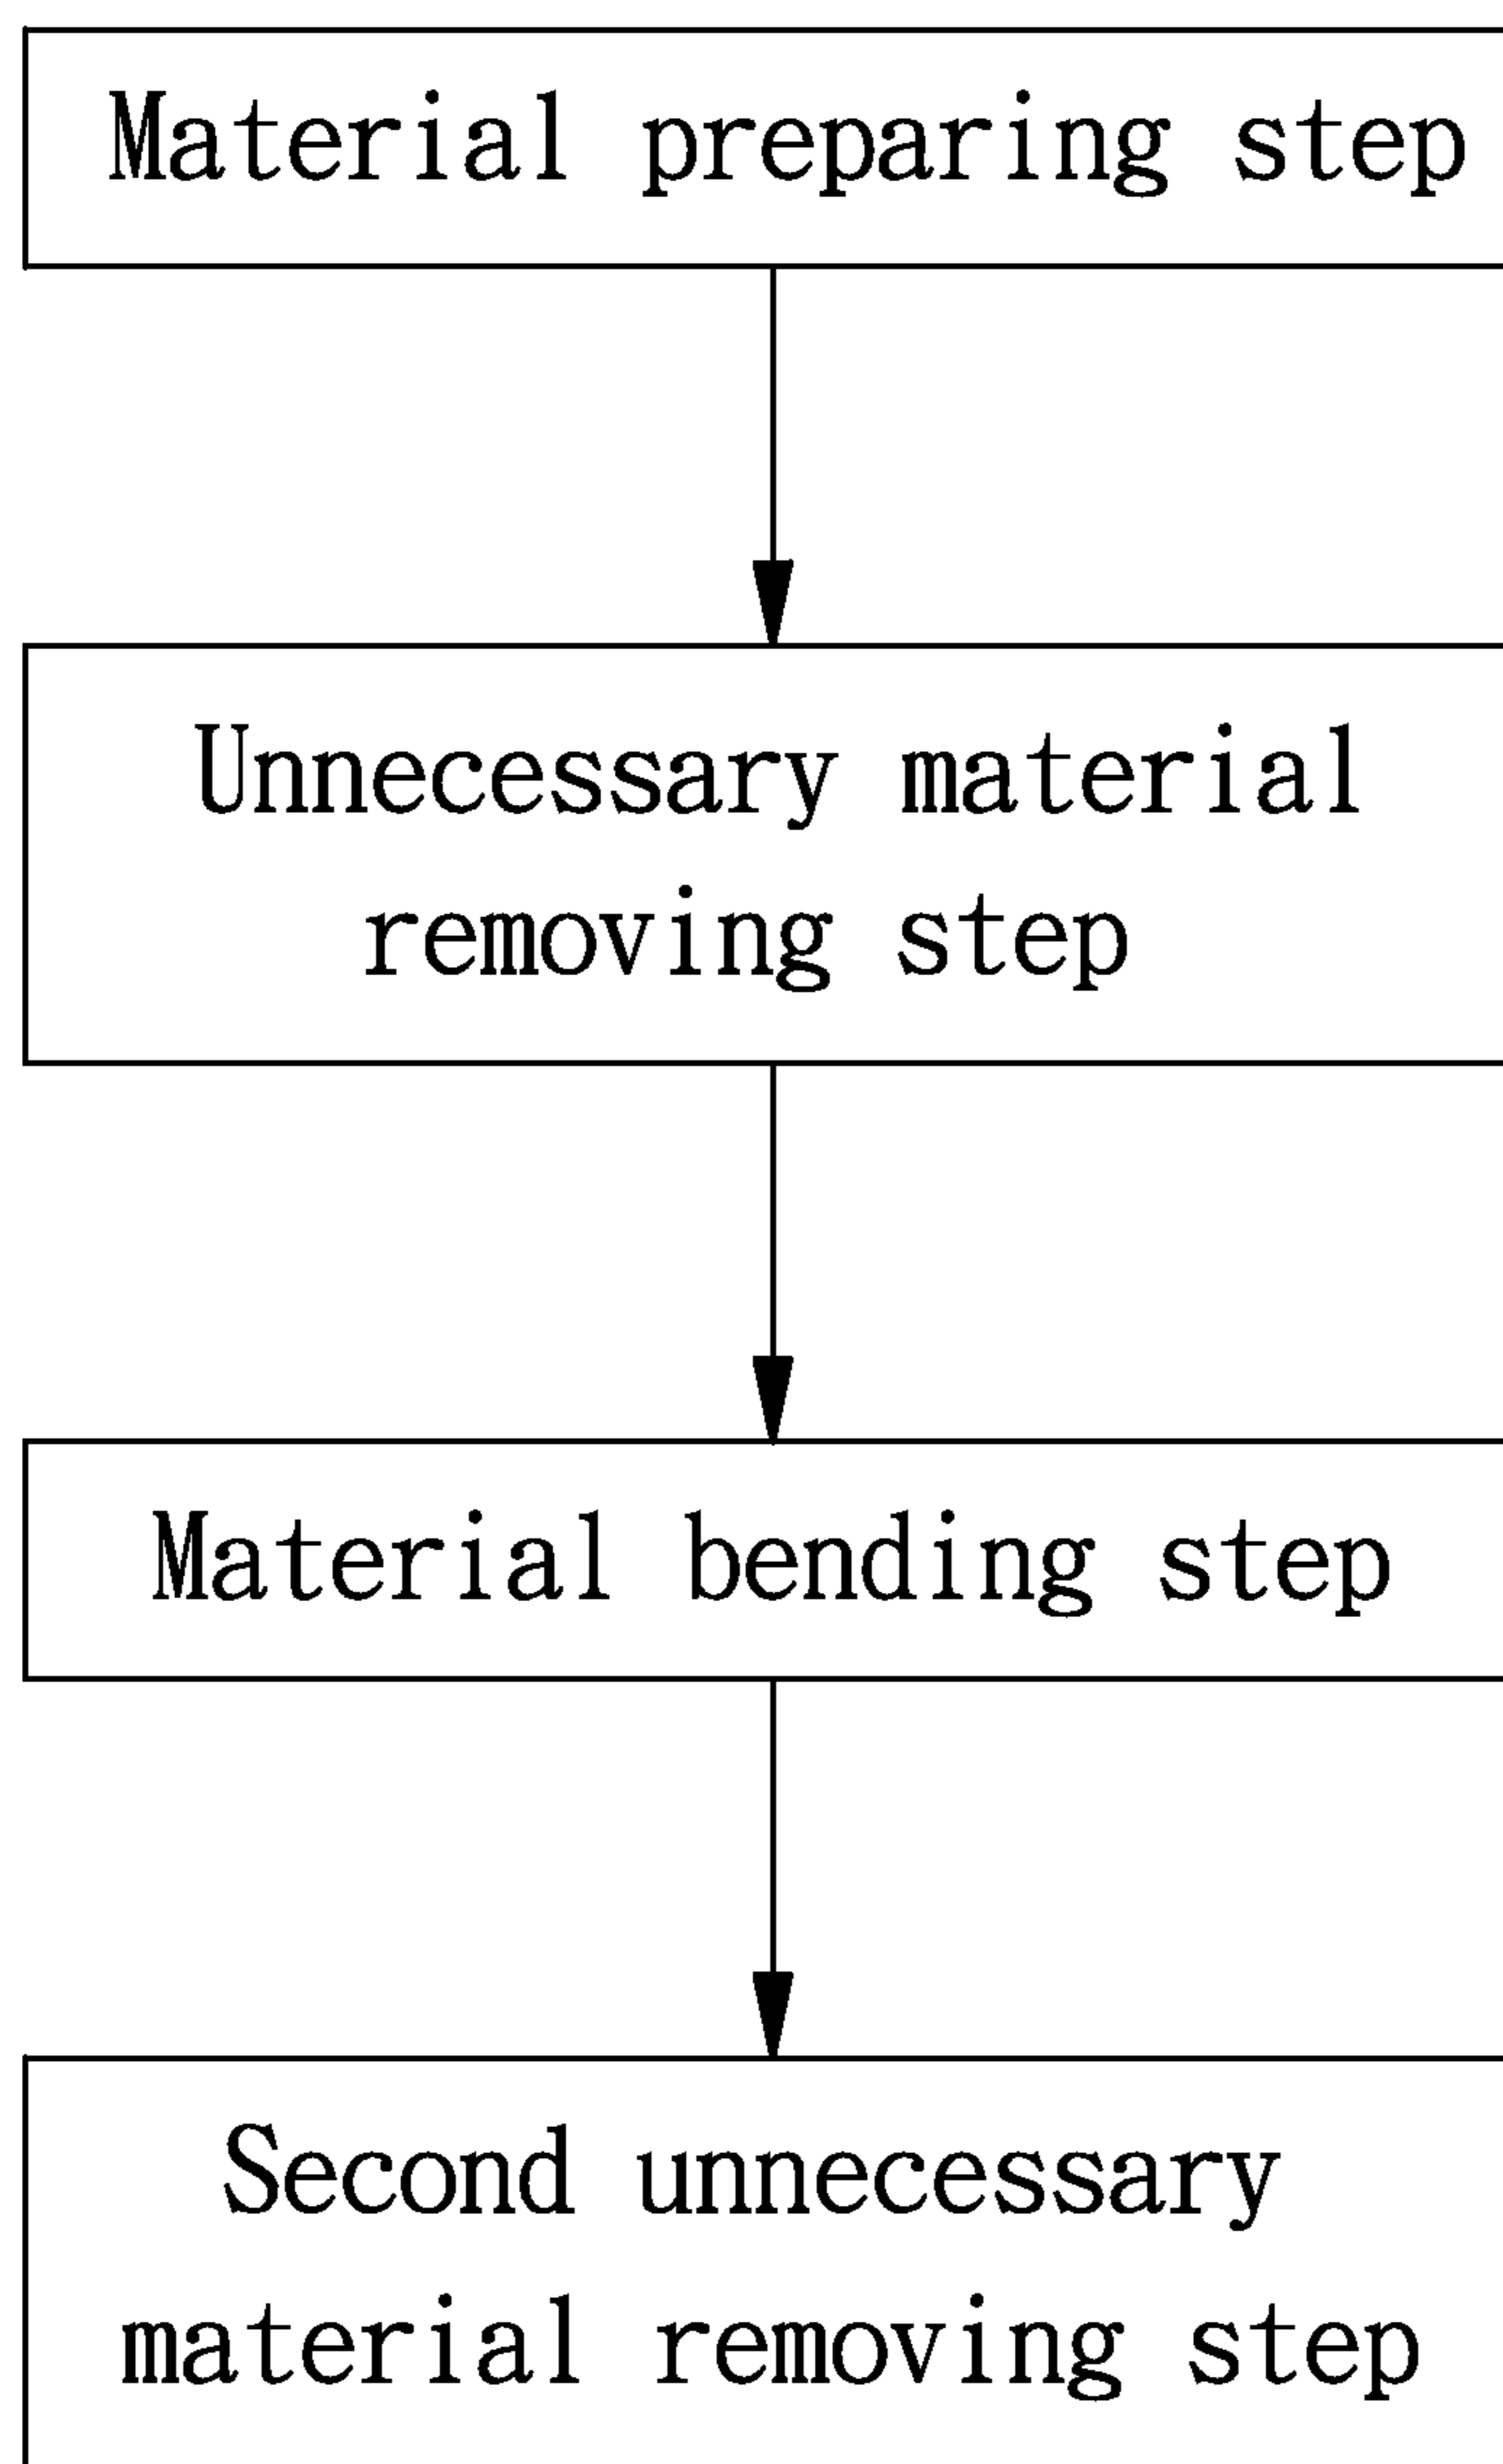 Material preparing step
Unnecessary material
removing step
Material bending step
Second unnecessary
material removing step